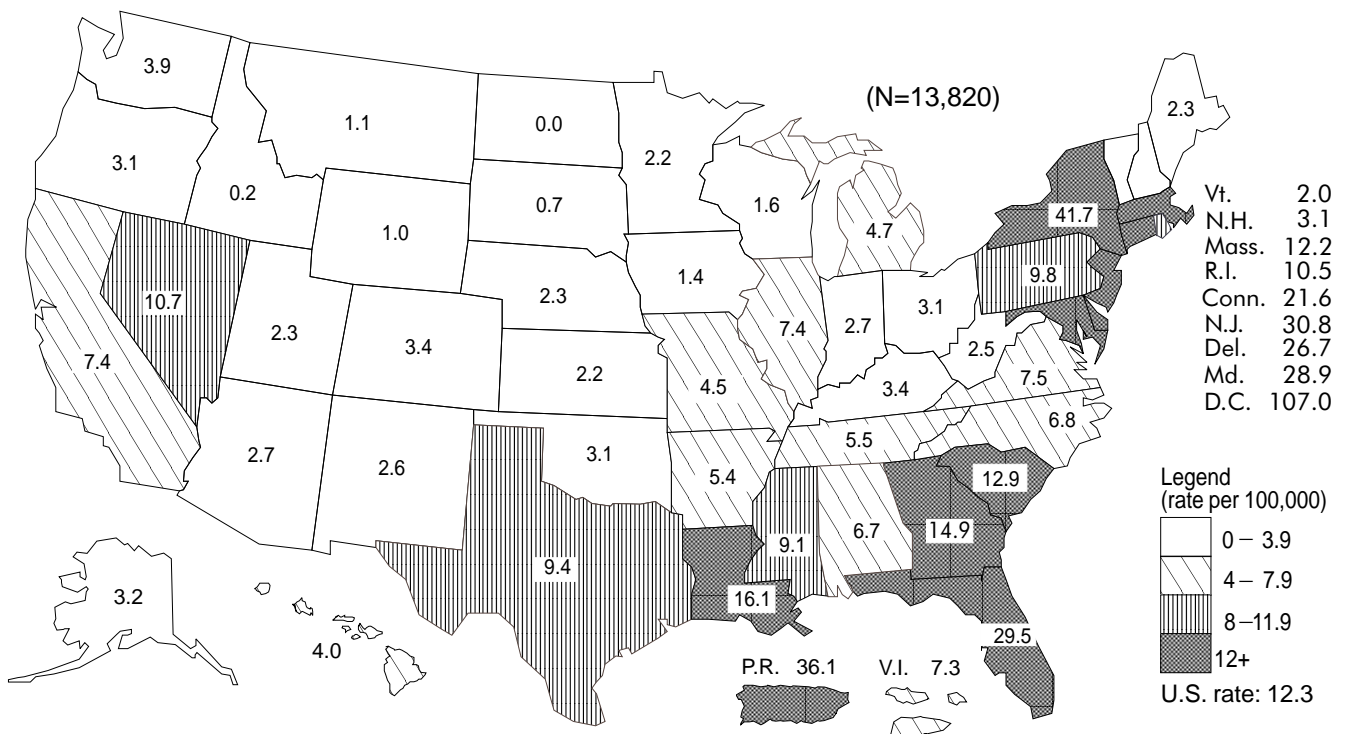 (N=13,820)
3.9
1.1
0.0
2.2
2.3
3.1
0.2
0.7
1.6
1.0
4.7
41.7
1.4
9.8
10.7
2.3
2.3
3.4
7.4
2.7
3.1
7.4
2.2
4.5
3.4
2.5
7.5
2.7
2.6
3.1
5.4
5.5
6.8
9.4
9.1
6.7
14.9
12.9
16.1
29.5
3.2
4.0
P.R. 36.1
V.I. 7.3
Vt. 2.0
N.H. 3.1
Mass. 12.2
R.I. 10.5
Conn. 21.6
N.J. 30.8
Del. 26.7
Md. 28.9
D.C. 107.0
Legend
(rate per 100,000)
0 – 3.9
4 – 7.9
8 –11.9
12+
U.S. rate: 12.3